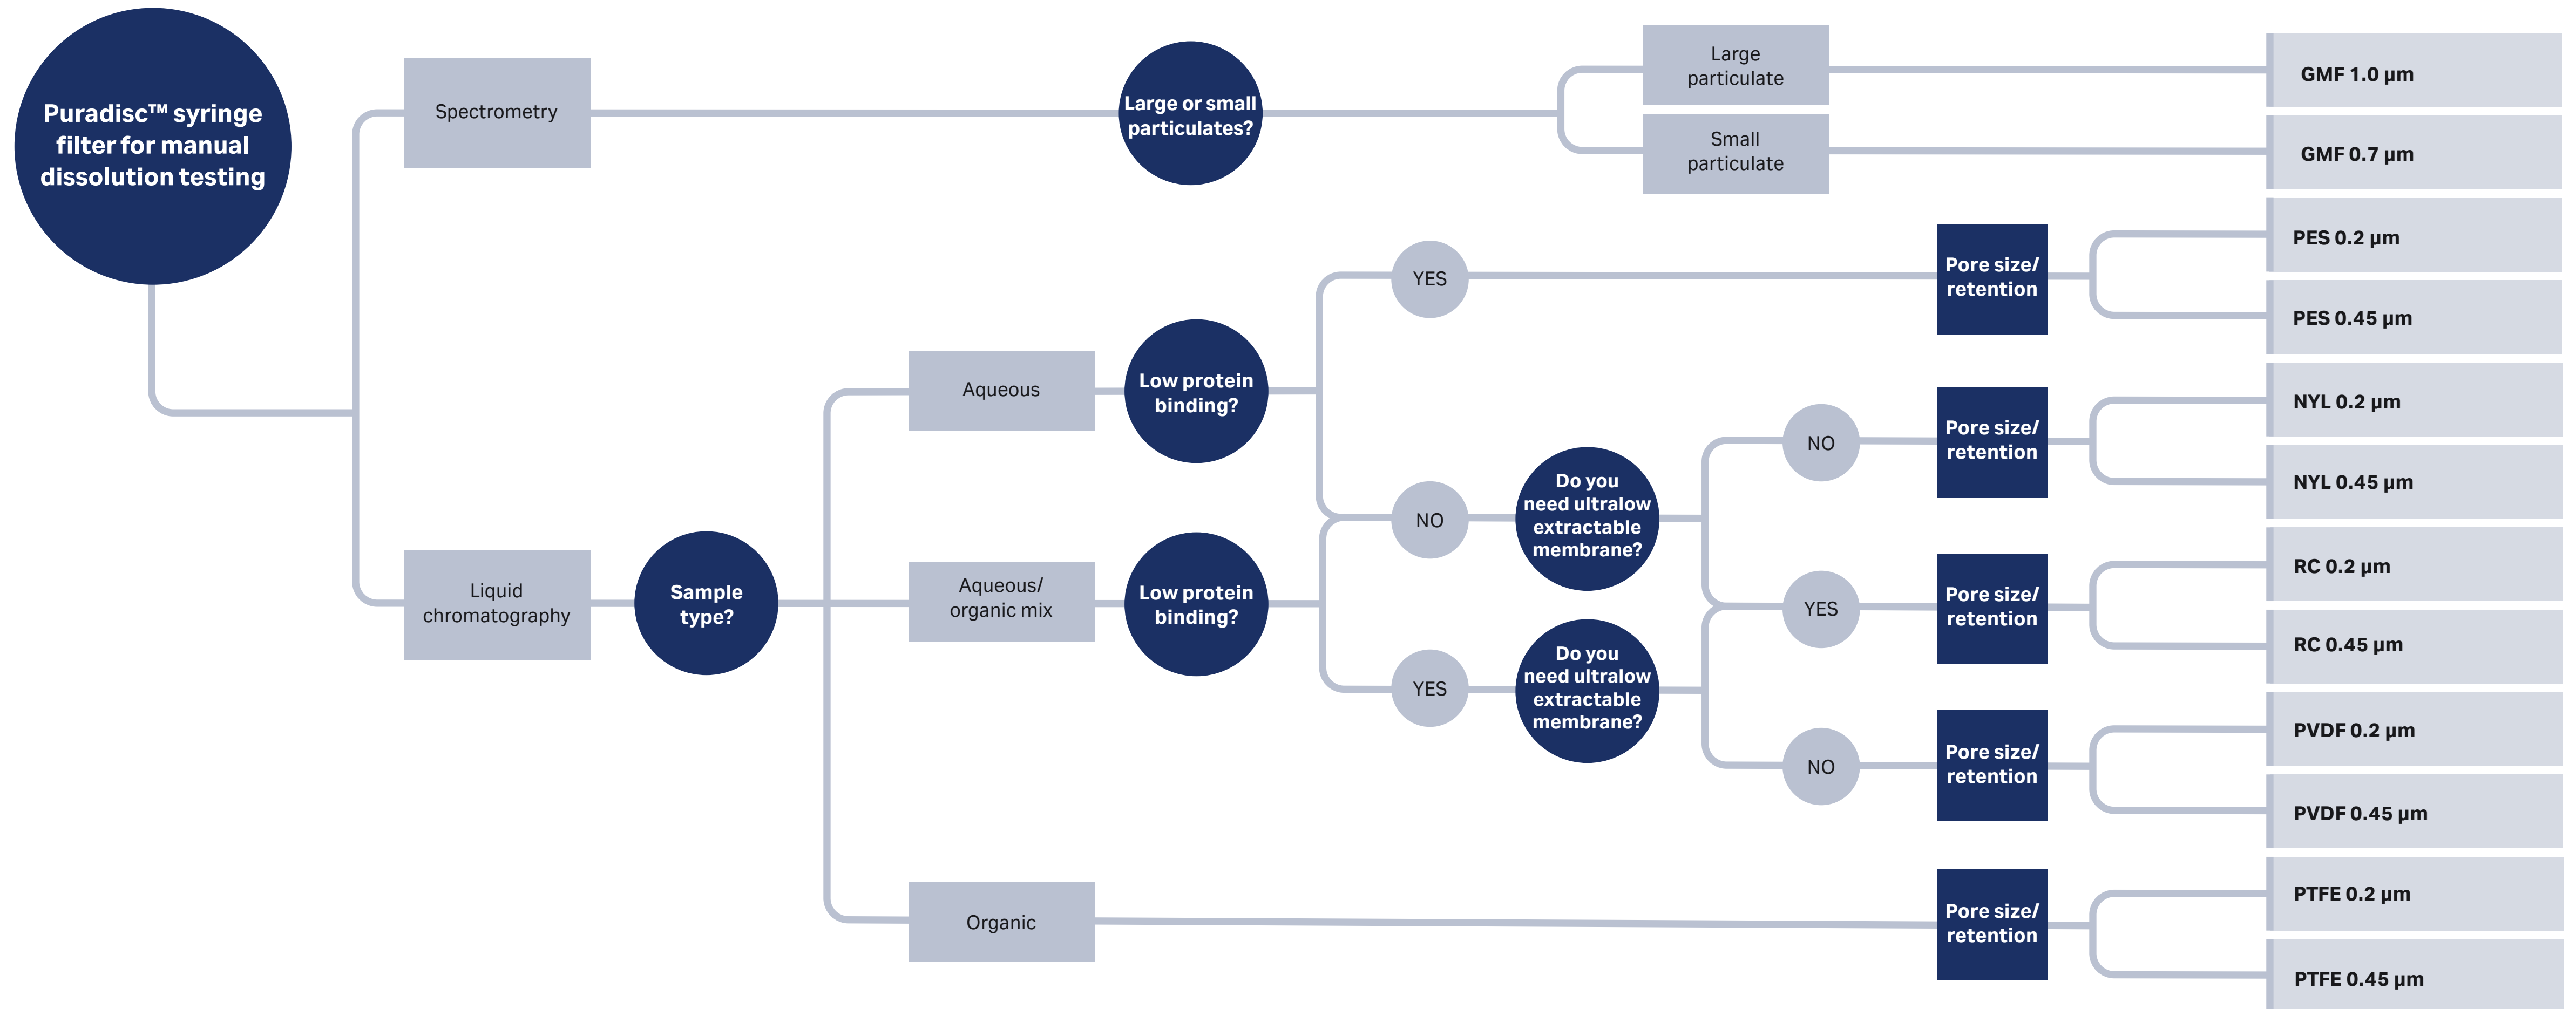 Puradisc™ syringe
filter for manual
dissolution testing
Spectrometry
Large or small
particulates?
Large
particulate
Small
particulate
GMF 1.0 µm
GMF 0.7 µm
Liquid
chromatography
Sample
type?
Aqueous
Low protein
binding?
YES
Pore size/
retention
PES 0.2 µm
PES 0.45 µm
Aqueous/
organic mix
Low protein
binding?
NO
Do you
need ultralow
extractable
membrane?
NO
Pore size/
retention
NYL 0.2 µm
NYL 0.45 µm
YES
Pore size/
retention
RC 0.2 µm
RC 0.45 µm
YES
Do you
need ultralow
extractable
membrane?
NO
Pore size/
retention
PVDF 0.2 µm
PVDF 0.45 µm
Organic
Pore size/
retention
PTFE 0.2 µm
PTFE 0.45 µm